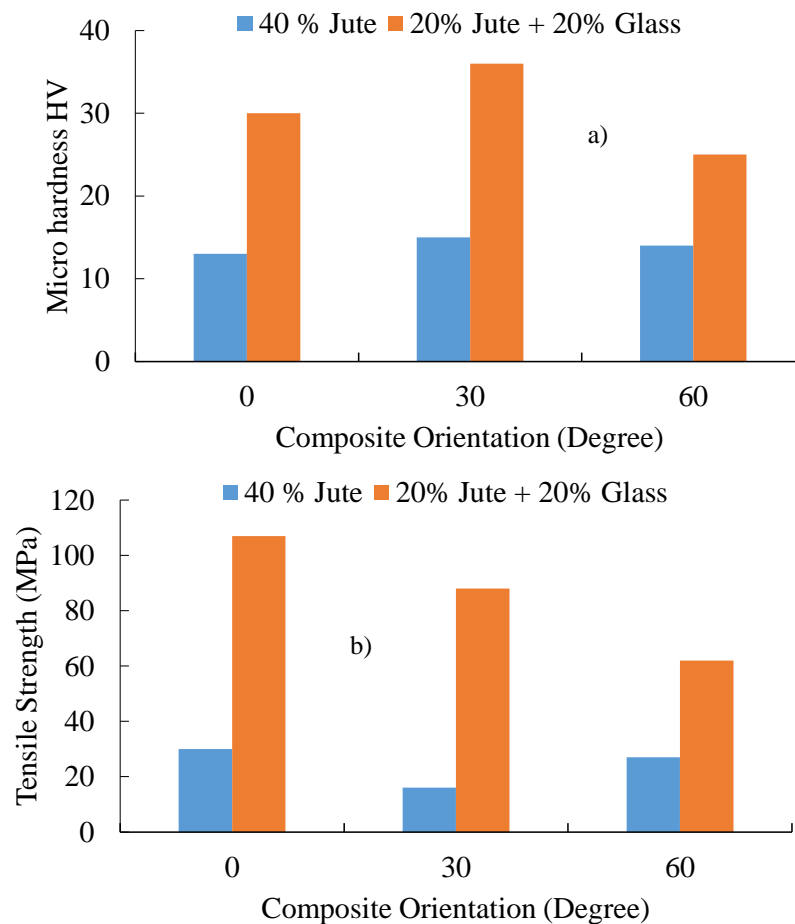 40 % Jute 20% Jute + 20% Glass
40
30
20
10
0
Micro hardness HV
a)
0 30 60
Composite Orientation (Degree)
40 % Jute 20% Jute + 20% Glass
120
100
80
60
40
20
0
Tensile Strength (MPa)
b)
0 30 60
Composite Orientation (Degree)